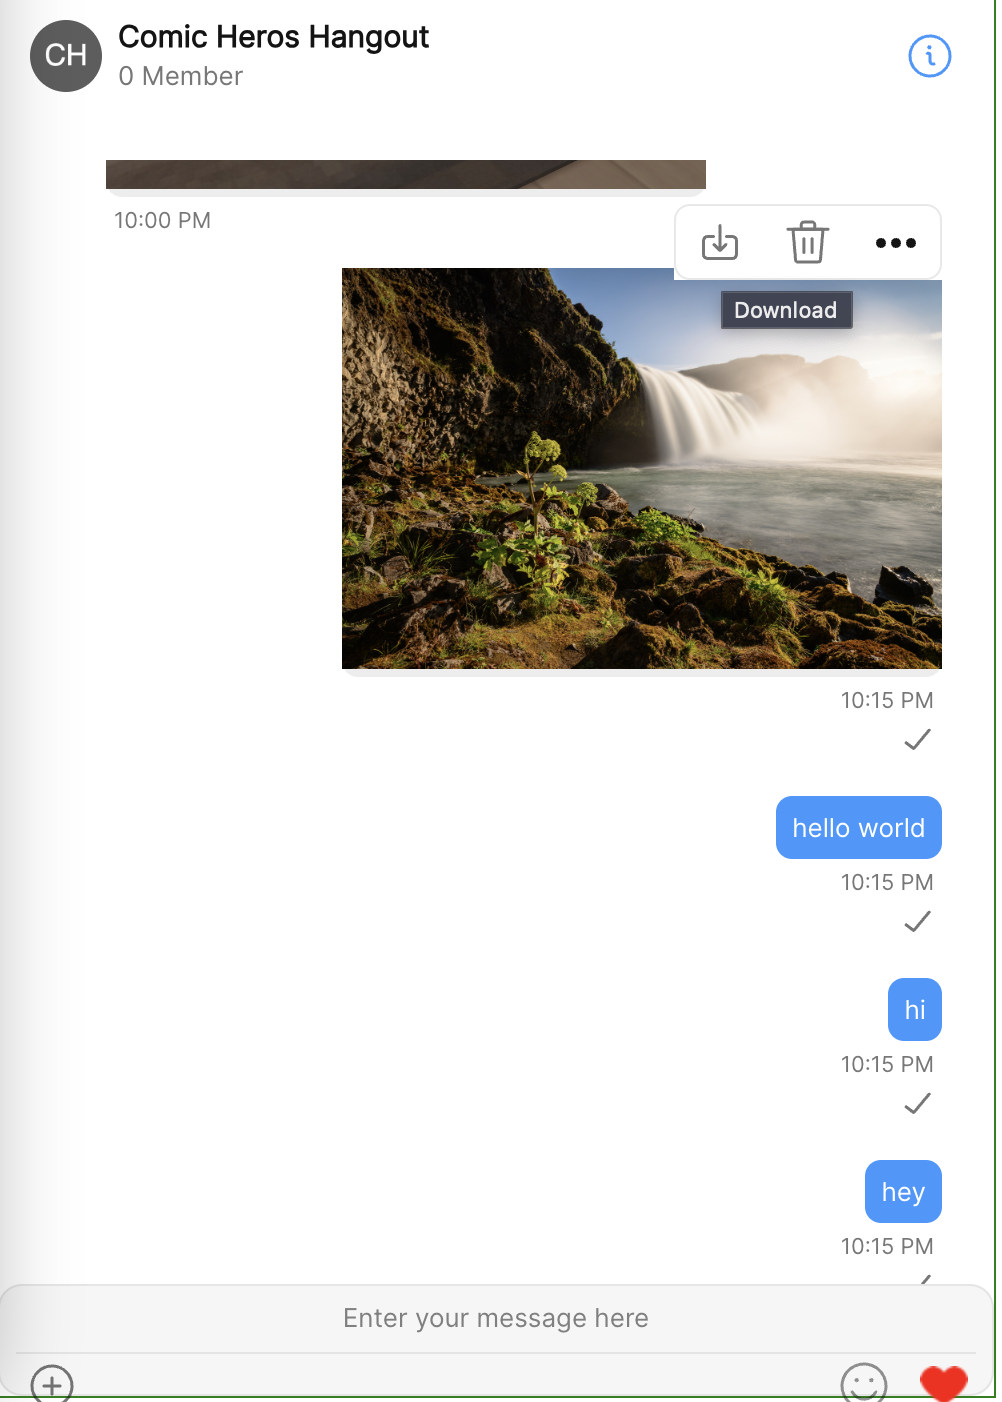 CH
Comic Heros Hangout
0 Member
10:00 PM
Download
10:15 PM
hello world
10:15 PM
hi
10:15 PM
hey
10:15 PM
Enter your message here